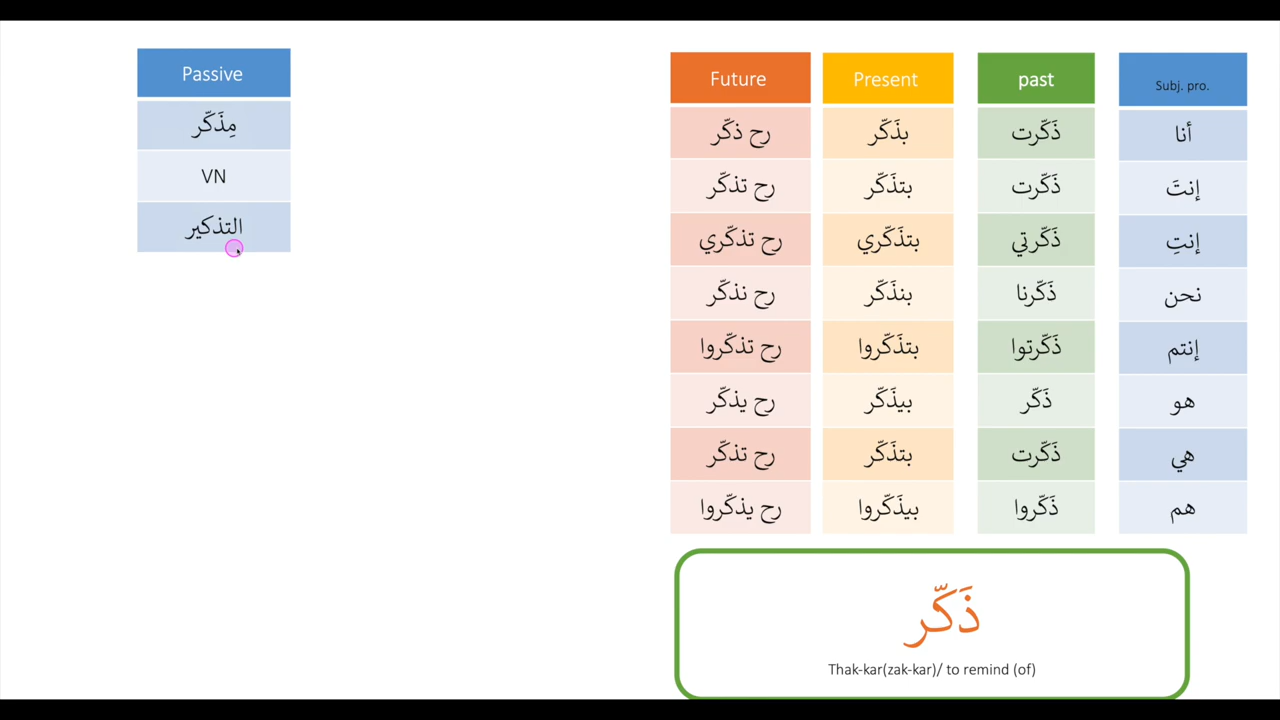 Passive
مِذَكّر
VN
التذكير
Future Present past Subj. pro.
أنا ذَكّرت بذَكّر رح ذكّر
إنتَ ذَكّرت بتذَكّر رح تذكّر
إنتِ ذَكّرتي بتذَكّري رح تذكّري
نحن ذَكّرنا بنذَكّر رح نذكّر
إنتم ذَكّرتوا بتذَكّروا رح تذكّروا
هو ذَكّر بيذَكّر رح يذكّر
هي ذَكّرت بتذَكّر رح تذكّر
هم ذَكّروا بيذَكّروا رح يذكّروا
ذَكّر
Thak-kar(zak-kar)/ to remind (of)